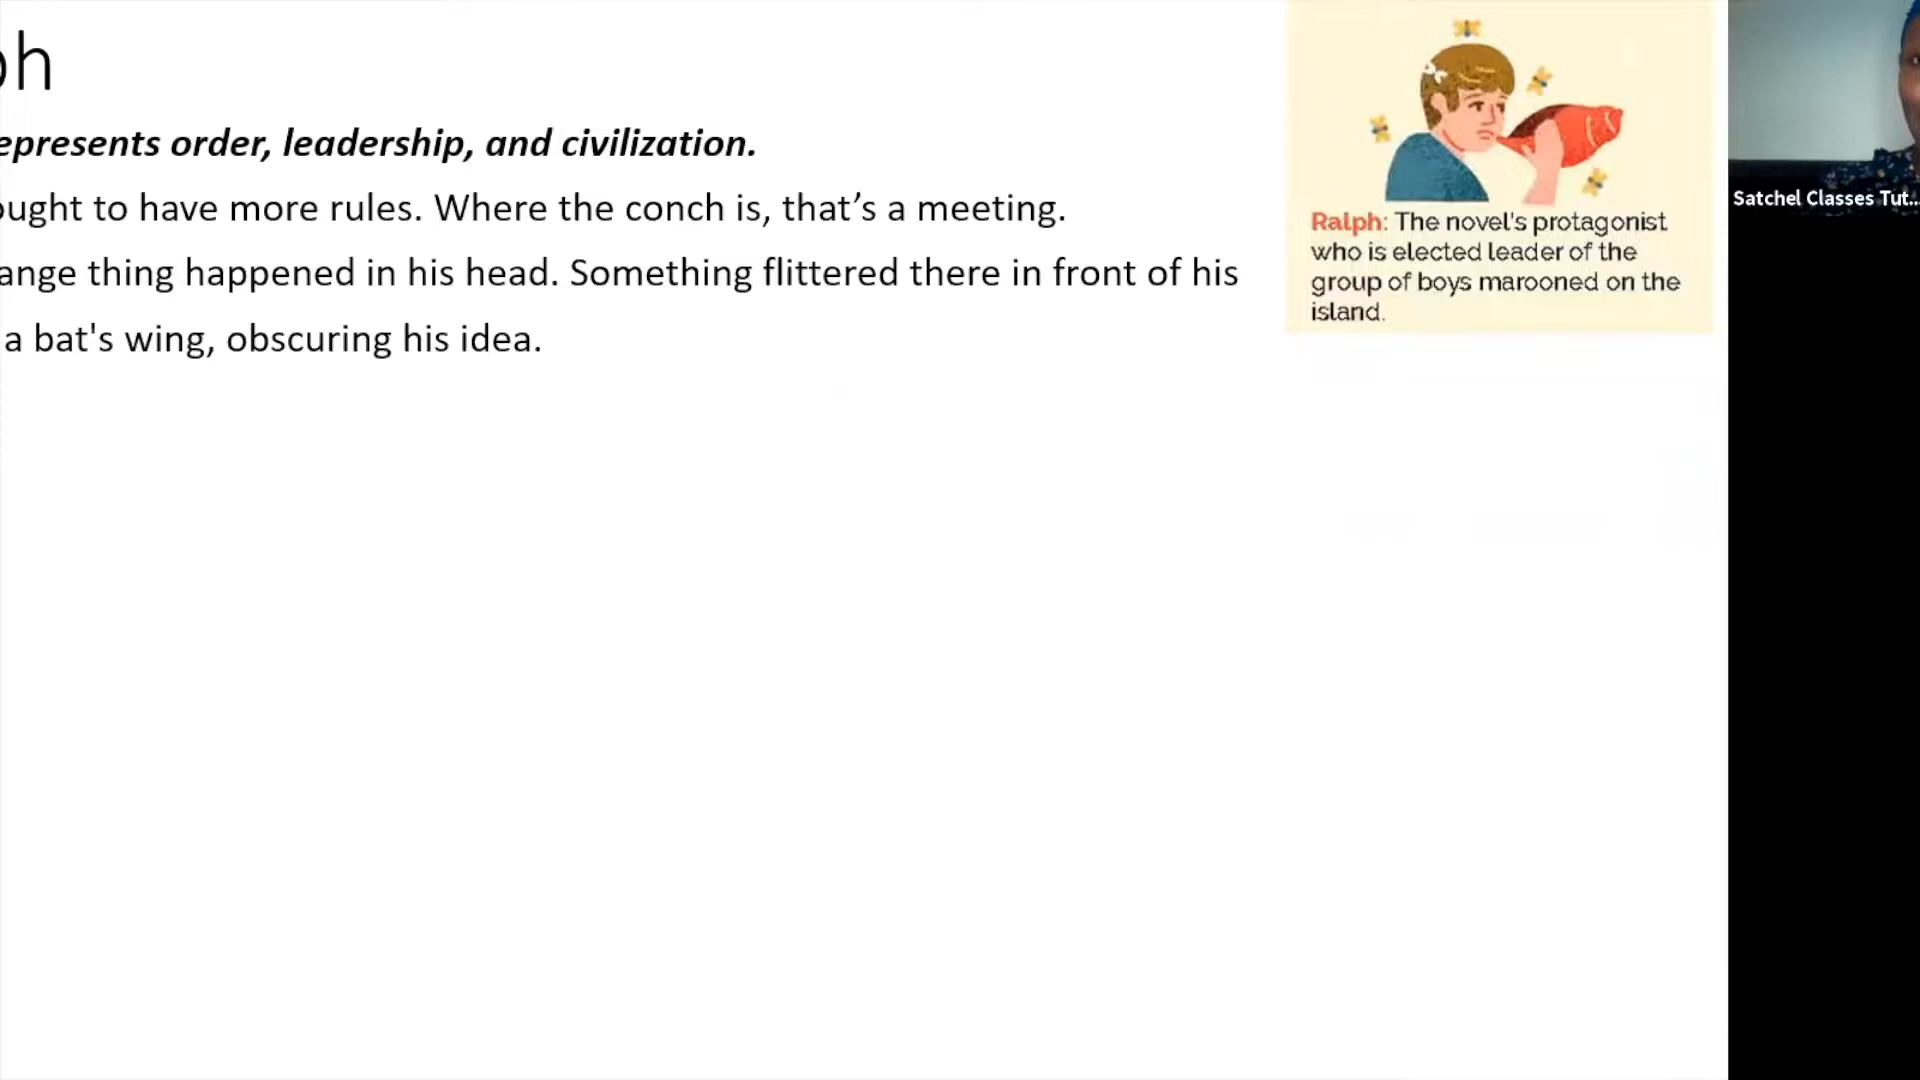 ph
epresents order, leadership, and civilization.
ought to have more rules. Where the conch is, that’s a meeting.
ange thing happened in his head. Something flittered there in front of his
a bat's wing, obscuring his idea.
Ralph: The novel's protagonist
who is elected leader of the
group of boys marooned on the
island.
Satchel Classes Tut...